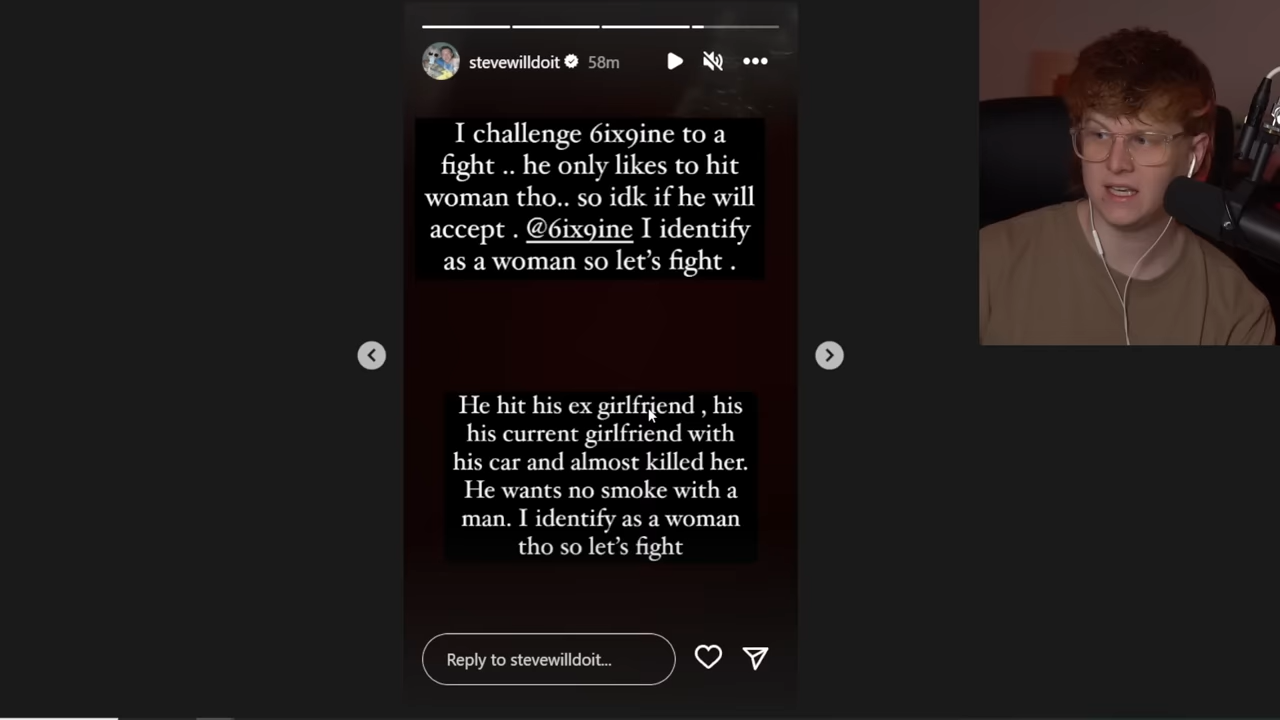 stevewilldoit 58m
I challenge 6ix9ine to a
fight .. he only likes to hit
woman tho.. so idk if he will
accept . @6ix9ine I identify
as a woman so let's fight .
He hit his ex girlfriend , his
his current girlfriend with
his car and almost killed her.
He wants no smoke with a
man. I identify as a woman
tho so let's fight
Reply to stevewilldoit...